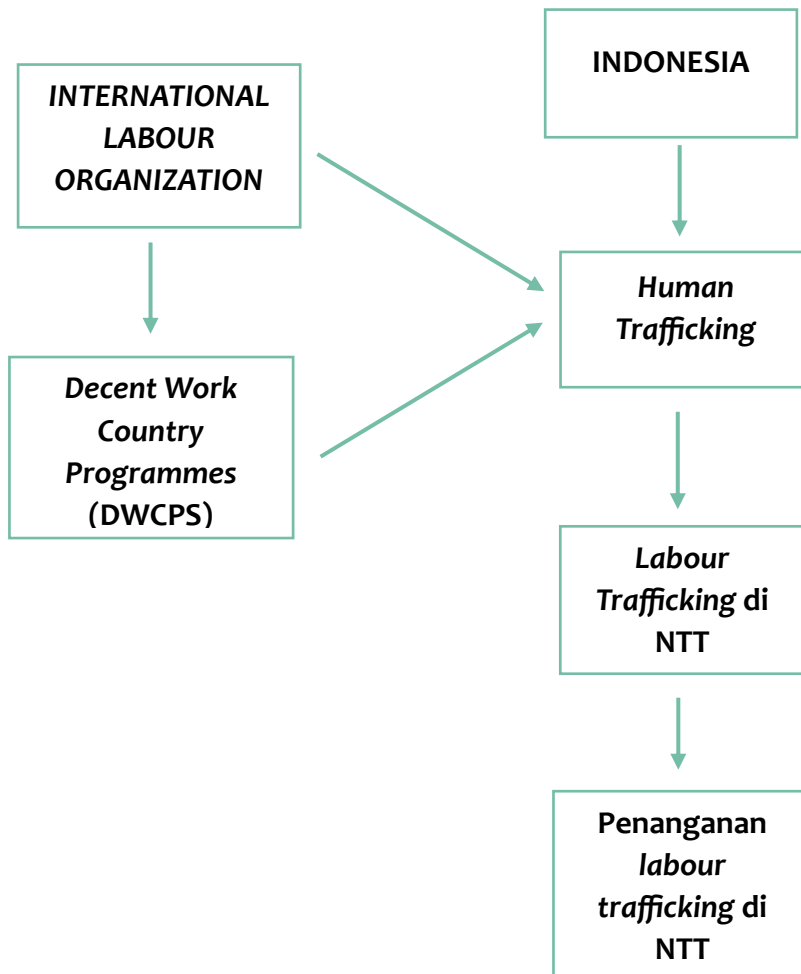 INTERNATIONAL
LABOUR
ORGANIZATION
INDONESIA
Human
Trafficking
Decent Work
Country
Programmes
(DWCPS)
Labour
Trafficking di
NTT
Penanganan
labour
trafficking di
NTT